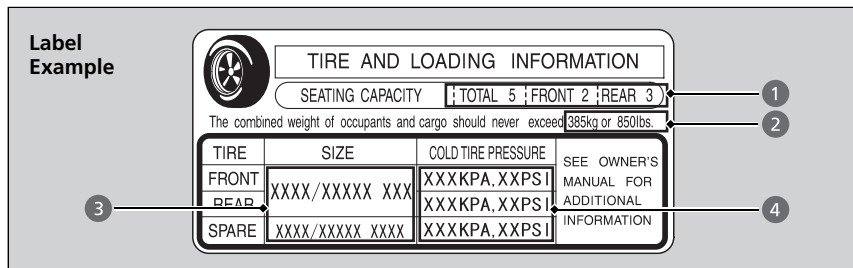 Label
Example
TIRE AND LOADING INFORMATION
SEATING CAPACITY TOTAL 5 FRONT 2 REAR 3
1
The combined weight of occupants and cargo should never exceed 385kg or 850lbs.
2
TIRE SIZE COLD TIRE PRESSURE
SEE OWNER'S
MANUAL FOR
ADDITIONAL
INFORMATION
FRONT XXXX/XXXXX XXX XXXKPA,XXPSI
REAR XXXKPA,XXPSI
SPARE XXXX/XXXXX XXXX XXXKPA,XXPSI
3
4